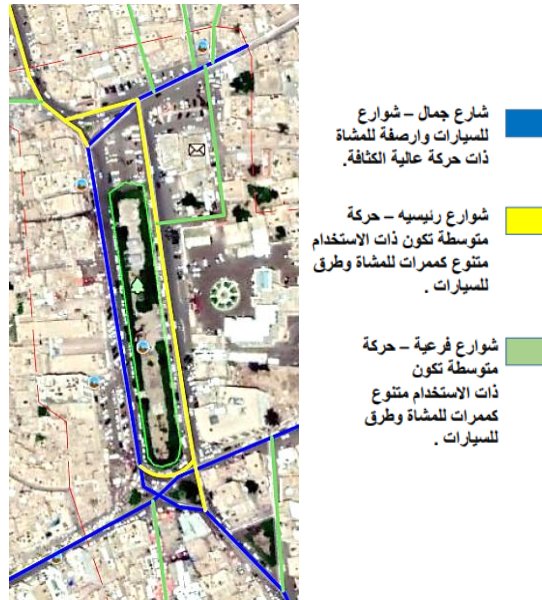 شارع جمال – شوارع
للسيارات وارصفة للمشاة
ذات حركة عالية الكثافة.
شوارع رئيسيه – حركة
متوسطة تكون ذات الاستخدام
متنوع كممرات للمشاة وطرق
للسيارات .
شوارع فرعية – حركة
متوسطة تكون
ذات الاستخدام متنوع
كممرات للمشاة وطرق
للسيارات .